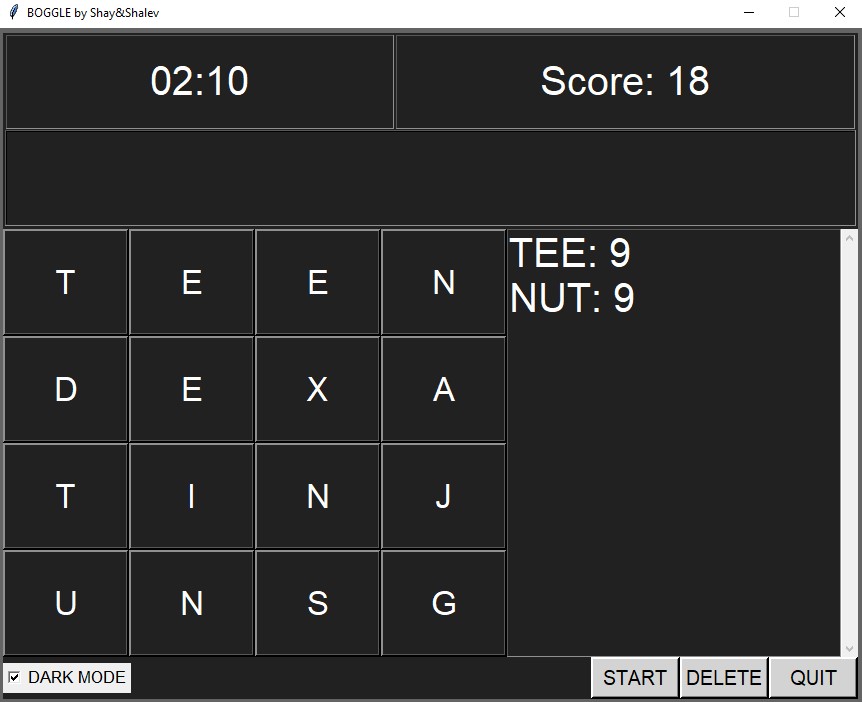 BOGGLE by Shay&Shalev
02:10 Score: 18
T E E N
D E X A
T I N J
U N S G
TEE: 9
NUT: 9
DARK MODE START DELETE QUIT